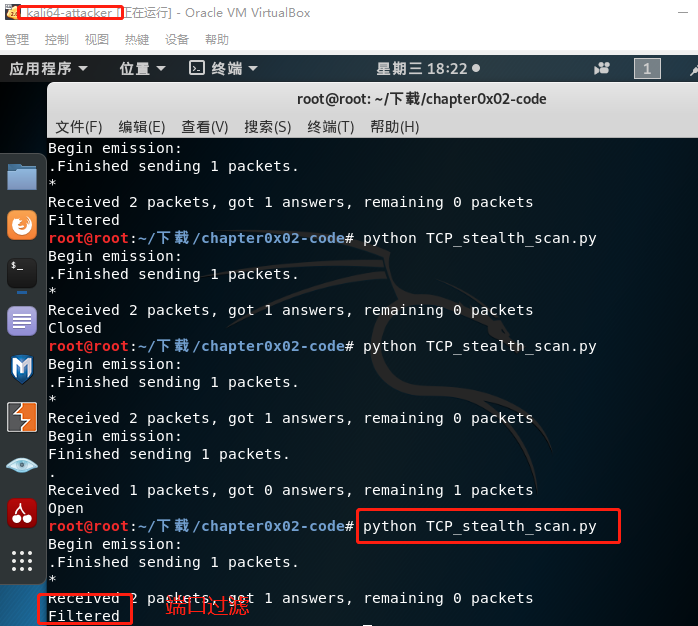 kali64-attacker [正在运行] - Oracle VM VirtualBox
管理 控制 视图 热键 设备 帮助
应用程序 位置 终端 星期三 18:22 1
root@root: ~/下载/chapter0x02-code
文件(F) 编辑(E) 查看(V) 搜索(S) 终端(T) 帮助(H)
Begin emission:
.Finished sending 1 packets.
*
Received 2 packets, got 1 answers, remaining 0 packets
Filtered
root@root:~/下载/chapter0x02-code# python TCP_stealth_scan.py
Begin emission:
.Finished sending 1 packets.
*
Received 2 packets, got 1 answers, remaining 0 packets
Closed
root@root:~/下载/chapter0x02-code# python TCP_stealth_scan.py
Begin emission:
.Finished sending 1 packets.
*
Received 2 packets, got 1 answers, remaining 0 packets
Begin emission:
Finished sending 1 packets.
.
Received 1 packets, got 0 answers, remaining 1 packets
Open
root@root:~/下载/chapter0x02-code# python TCP_stealth_scan.py
Begin emission:
.Finished sending 1 packets.
*
Received 2 packets, got 1 answers, remaining 0 packets
Filtered 端口过滤